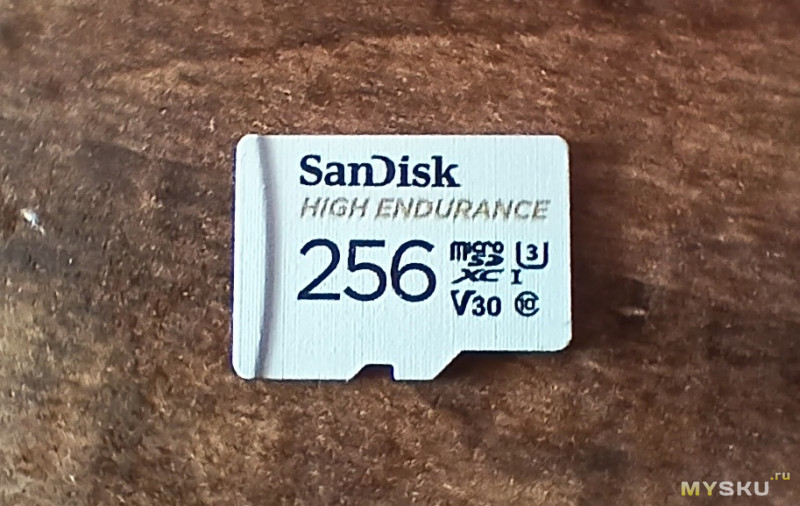 SanDisk
HIGH ENDURANCE
256
micro
SD
XC I
U3
V30
10
MYSKU.ru